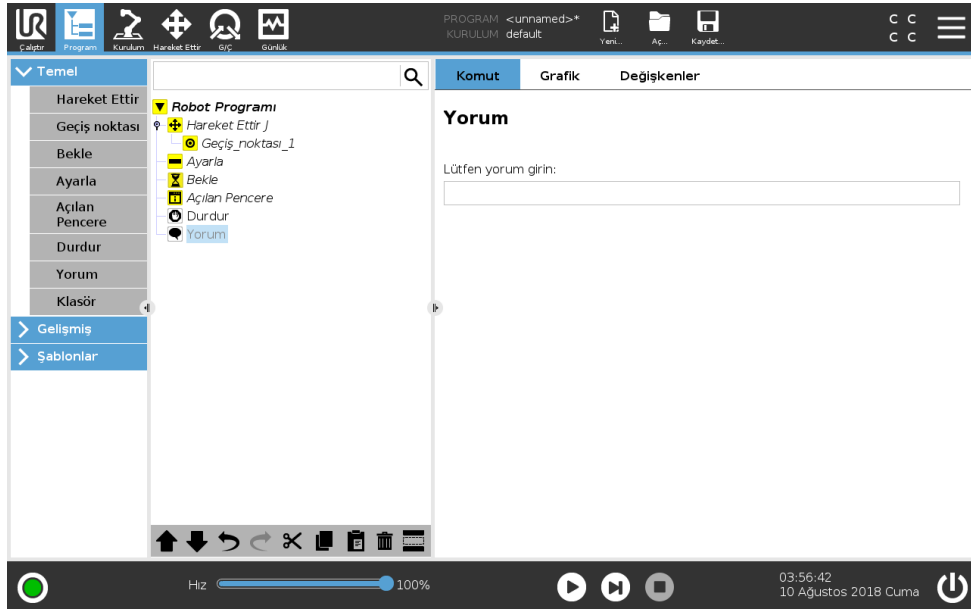 Çalıştır
Program
Kurulum
Hareket Ettir
G/Ç
Günlük
PROGRAM <unnamed>*
KURULUM default
Yeni...
Aç...
Kaydet...
C C
C C
Temel
Hareket Ettir
Geçiş noktası
Bekle
Ayarla
Açılan
Pencere
Durdur
Yorum
Klasör
Gelişmiş
Şablonlar
Robot Programı
Hareket Ettir J
Geçiş_noktası_1
Ayarla
Bekle
Açılan Pencere
Durdur
Yorum
Komut
Grafik
Değişkenler
Yorum
Lütfen yorum girin:
Hız
100%
03:56:42
10 Ağustos 2018 Cuma